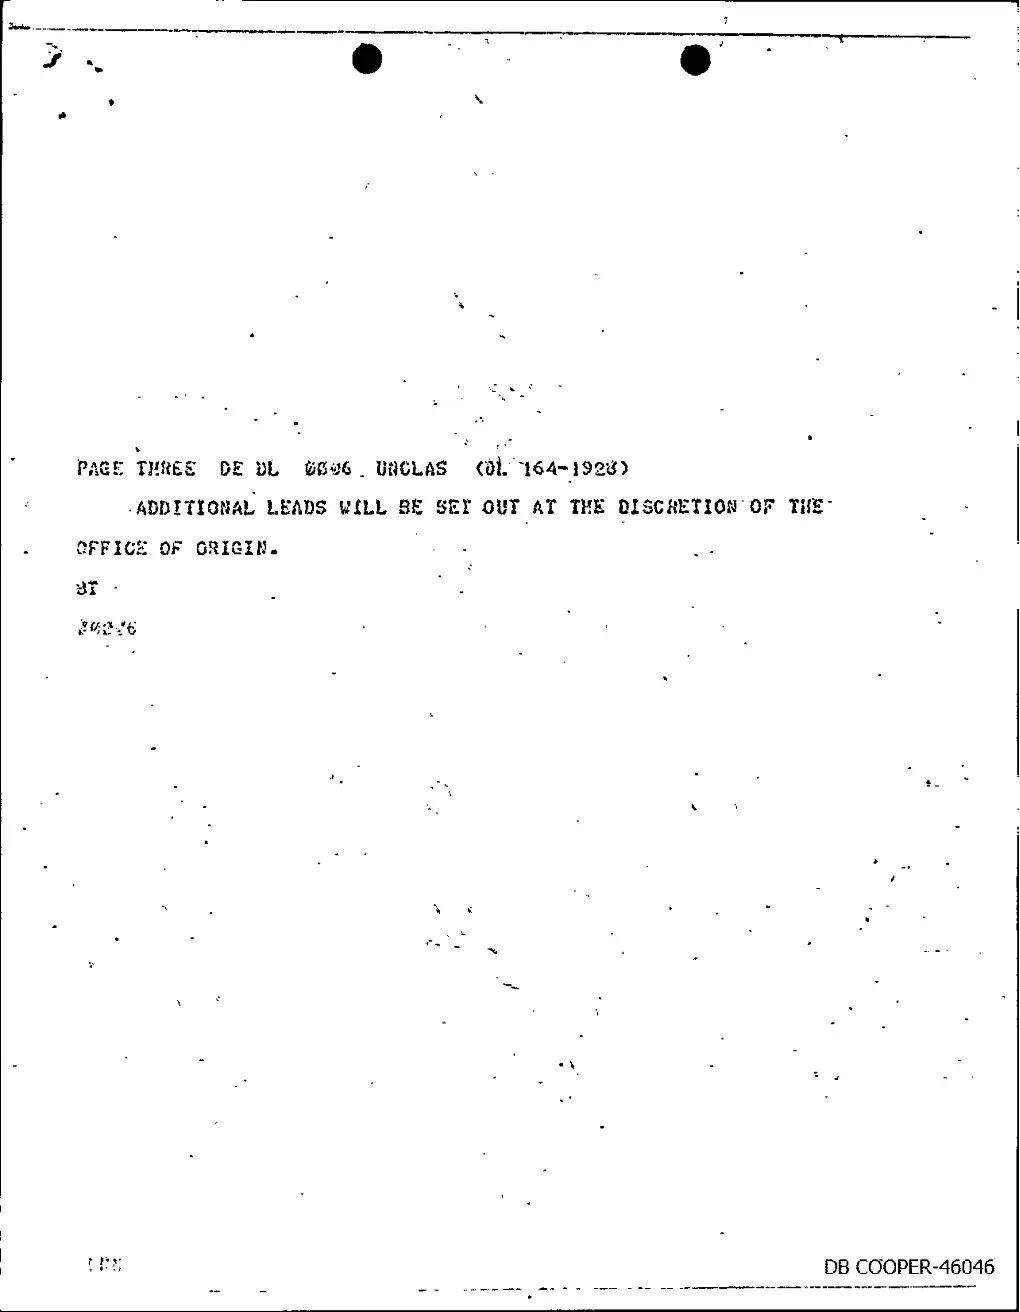 PAGE THREE DE DL UNCLAS (DL 164-1928)
ADDITIONAL LEADS WILL BE SET OUT AT THE DISCRETION OF THE
OFFICE OF ORIGIN.
BT
DB COOPER-46046